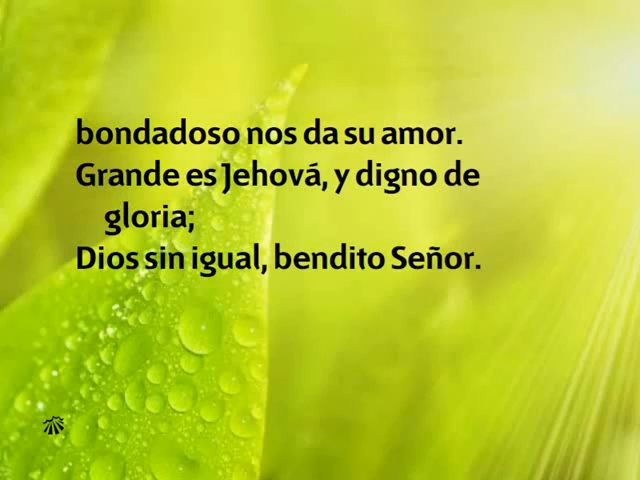 bondadoso nos da su amor.
Grande es Jehová, y digno de
gloria;
Dios sin igual, bendito Señor.